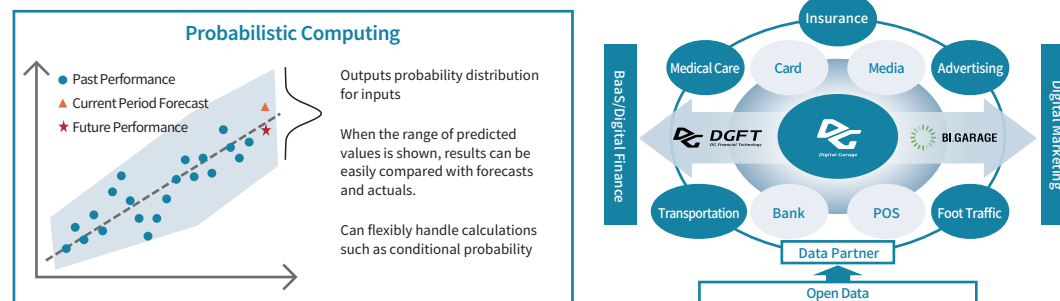 Probabilistic Computing
Past Performance
Current Period Forecast
Future Performance
Outputs probability distribution
for inputs
When the range of predicted
values is shown, results can be
easily compared with forecasts
and actuals.
Can flexibly handle calculations
such as conditional probability
BaaS/Digital Finance
Insurance
Medical Care
Card
Media
Advertising
DGFT
DG Financial Technology
Digital Garage
BI.GARAGE
Transportation
Bank
POS
Foot Traffic
Data Partner
Open Data
Digital Marketing